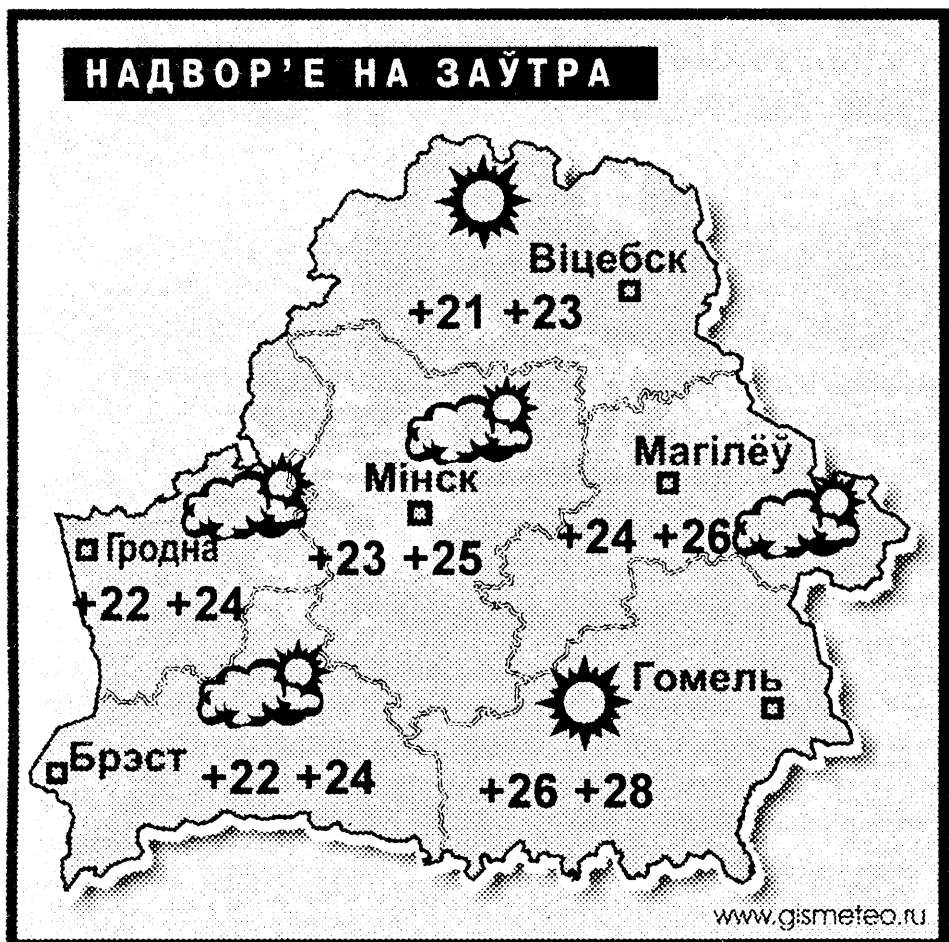 НАДВОР'Е НА ЗАЎТРА
Віцебск
+21 +23
Магілёў
+24 +26
Мінск
+23 +25
Гродна
+22 +24
Гомель
+26 +28
Брэст
+22 +24
www.gismeteo.ru